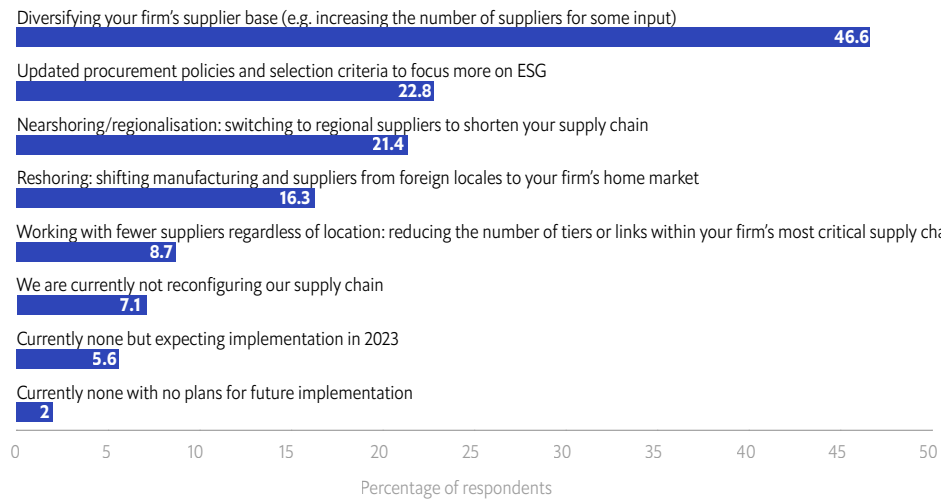 Diversifying your firm's supplier base (e.g. increasing the number of suppliers for some input)
46.6
Updated procurement policies and selection criteria to focus more on ESG
22.8
Nearshoring/regionalisation: switching to regional suppliers to shorten your supply chain
21.4
Reshoring: shifting manufacturing and suppliers from foreign locales to your firm's home market
16.3
Working with fewer suppliers regardless of location: reducing the number of tiers or links within your firm's most critical supply
8.7
We are currently not reconfiguring our supply chain
7.1
Currently none but expecting implementation in 2023
5.6
Currently none with no plans for future implementation
2
0 5 10 15 20 25 30 35 40 45 50
Percentage of respondents